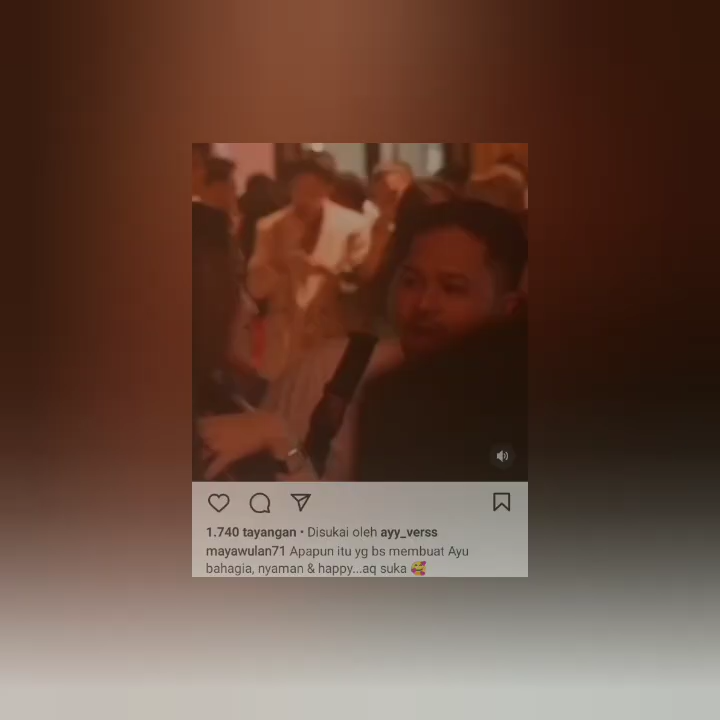 1.740 tayangan • Disukai oleh ayy_verss
mayawulan71 Apapun itu yg bs membuat Ayu
bahagia, nyaman & happy...aq suka 🥰